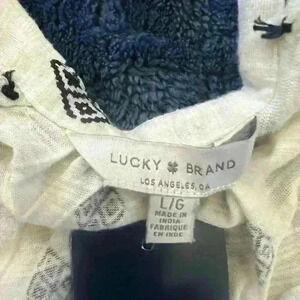 LUCKY BRAND
LOS ANGELES, CA
L/G
MADE IN
INDIA
FABRIQUÉ
EN INDE